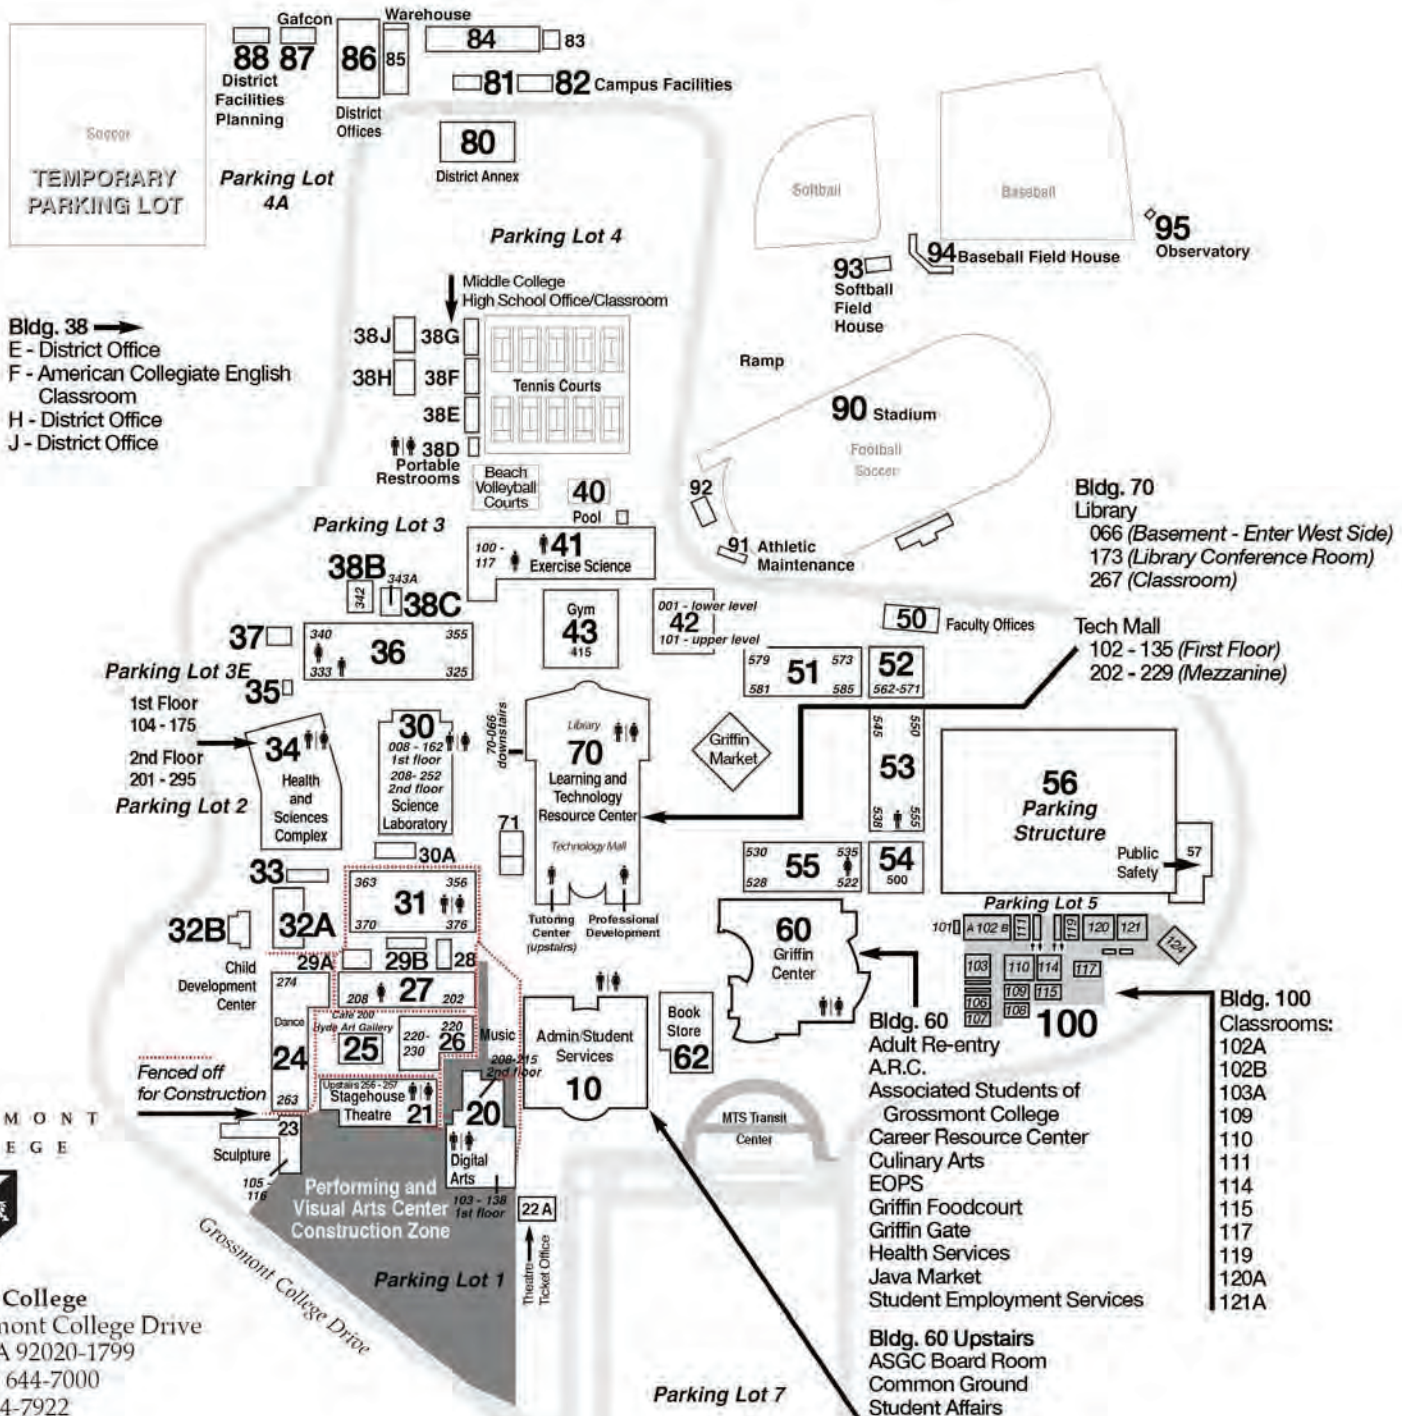 Gafcon
Warehouse
88
87
86
85
84
83
District
Facilities
Planning
District
Offices
81
82 Campus Facilities
80
District Annex
Soccer
TEMPORARY
PARKING LOT
Parking Lot
4A
Parking Lot 4
Softball
Baseball
93
Softball
Field
House
94 Baseball Field House
95
Observatory
Middle College
High School Office/Classroom
Bldg. 38
E - District Office
F - American Collegiate English
Classroom
H - District Office
J - District Office
38J
38G
38H
38F
38E
38D
Portable
Restrooms
Tennis Courts
Beach
Volleyball
Courts
Ramp
90 Stadium
Football
Soccer
92
91 Athletic
Maintenance
40
Pool
Parking Lot 3
100 -
117
41
Exercise Science
38B
342
343A
38C
Gym
43
415
001 - lower level
42
101 - upper level
50 Faculty Offices
Bldg. 70
Library
066 (Basement - Enter West Side)
173 (Library Conference Room)
267 (Classroom)
Tech Mall
102 - 135 (First Floor)
202 - 229 (Mezzanine)
37
340
355
36
333
325
Parking Lot 3E
35
1st Floor
104 - 175
2nd Floor
201 - 295
Parking Lot 2
34
Health
and
Sciences
Complex
30
008 - 162
1st floor
208- 252
2nd floor
Science
Laboratory
30A
70-066
downstairs
Library
70
Learning and
Technology
Resource Center
Technology Mall
71
Tutoring
Center
(upstairs)
Professional
Development
Griffin
Market
579
573
51
581
585
52
562-571
545
550
53
538
555
530
535
55
528
522
54
500
56
Parking
Structure
Public
Safety
57
Parking Lot 5
101
A 102 B
111
119
120
121
124
103
110
114
117
109
115
106
108
107
100
33
32B
32A
Child
Development
Center
363
356
31
370
376
29A
29B
28
208
27
202
Cafe 200
Hyde Art Gallery
25
220-
230
220
26
Music
208-215
2nd floor
274
Dance
24
263
Upstairs 256 - 257
Stagehouse
Theatre
21
20
Digital
Arts
103 - 138
1st floor
23
Sculpture
105 -
116
Fenced off
for Construction
Performing and
Visual Arts Center
Construction Zone
Parking Lot 1
22 A
Theatre
Ticket Office
Grossmont College Drive
Admin/Student
Services
10
Book
Store
62
60
Griffin
Center
MTS Transit
Center
Bldg. 60
Adult Re-entry
A.R.C.
Associated Students of
Grossmont College
Career Resource Center
Culinary Arts
EOPS
Griffin Foodcourt
Griffin Gate
Health Services
Java Market
Student Employment Services
Bldg. 60 Upstairs
ASGC Board Room
Common Ground
Student Affairs
Bldg. 100
Classrooms:
102A
102B
103A
109
110
111
114
115
117
119
120A
121A
Parking Lot 7
M O N T
E G E
College
mont College Drive
A 92020-1799
644-7000
4-7922